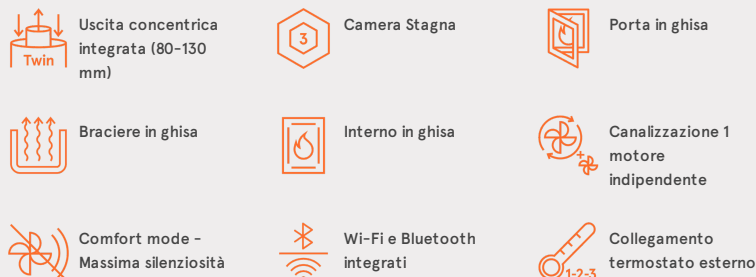 Twin
Uscita concentrica
integrata (80-130
mm)
3
Camera Stagna
Porta in ghisa
Braciere in ghisa
Interno in ghisa
Canalizzazione 1
motore
indipendente
Comfort mode -
Massima silenziosità
Wi-Fi e Bluetooth
integrati
1-2-3
Collegamento
termostato esterno